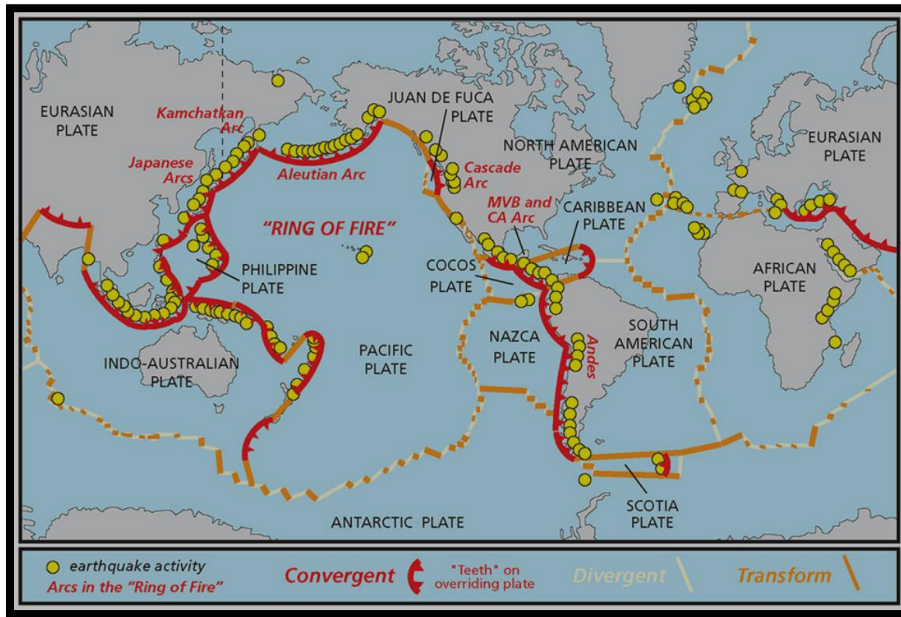 EURASIAN
PLATE
Kamchatkan
Arc
Japanese
Arcs
Aleutian Arc
JUAN DE FUCA
PLATE
NORTH AMERICAN
PLATE
Cascade
Arc
MVB and
CA Arc
CARIBBEAN
PLATE
EURASIAN
PLATE
"RING OF FIRE"
PHILIPPINE
PLATE
COCOS
PLATE
AFRICAN
PLATE
INDO-AUSTRALIAN
PLATE
PACIFIC
PLATE
NAZCA
PLATE
Andes
SOUTH
AMERICAN
PLATE
ANTARCTIC PLATE
SCOTIA
PLATE
earthquake activity
Arcs in the "Ring of Fire"
Convergent
"Teeth" on
overriding plate
Divergent
Transform